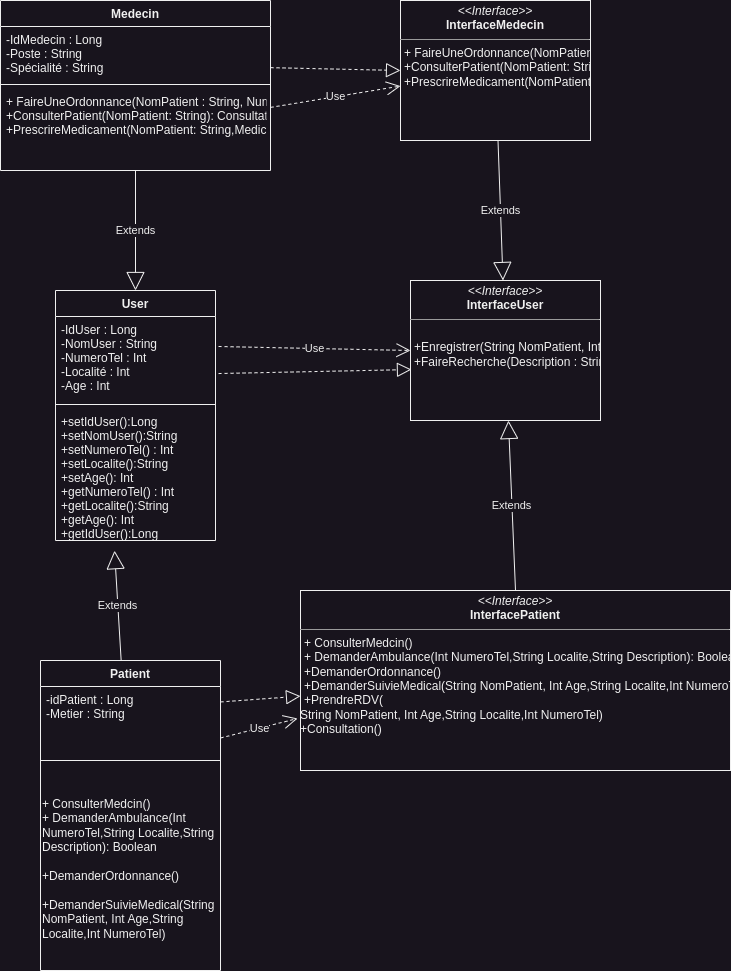 Medecin
-IdMedecin : Long
-Poste : String
-Spécialité : String
+ FaireUneOrdonnance(NomPatient : String, Num
+ConsulterPatient(NomPatient: String): Consultat
+PrescrireMedicament(NomPatient: String,Medic
<<Interface>>
InterfaceMedecin
+ FaireUneOrdonnance(NomPatien
+ConsulterPatient(NomPatient: Stri
+PrescrireMedicament(NomPatient
Use
Extends
Extends
User
-IdUser : Long
-NomUser : String
-NumeroTel : Int
-Localité : Int
-Age : Int
+setIdUser():Long
+setNomUser():String
+setNumeroTel() : Int
+setLocalite():String
+setAge(): Int
+getNumeroTel() : Int
+getLocalite():String
+getAge(): Int
+getIdUser():Long
Use
<<Interface>>
InterfaceUser
+Enregistrer(String NomPatient, Int
+FaireRecherche(Description : Strin
Extends
Extends
Patient
-idPatient : Long
-Metier : String
+ ConsulterMedcin()
+ DemanderAmbulance(Int
NumeroTel,String Localite,String
Description): Boolean
+DemanderOrdonnance()
+DemanderSuivieMedical(String
NomPatient, Int Age,String
Localite,Int NumeroTel)
Use
<<Interface>>
InterfacePatient
+ ConsulterMedcin()
+ DemanderAmbulance(Int NumeroTel,String Localite,String Description): Boolea
+DemanderOrdonnance()
+DemanderSuivieMedical(String NomPatient, Int Age,String Localite,Int NumeroT
+PrendreRDV(
String NomPatient, Int Age,String Localite,Int NumeroTel)
+Consultation()